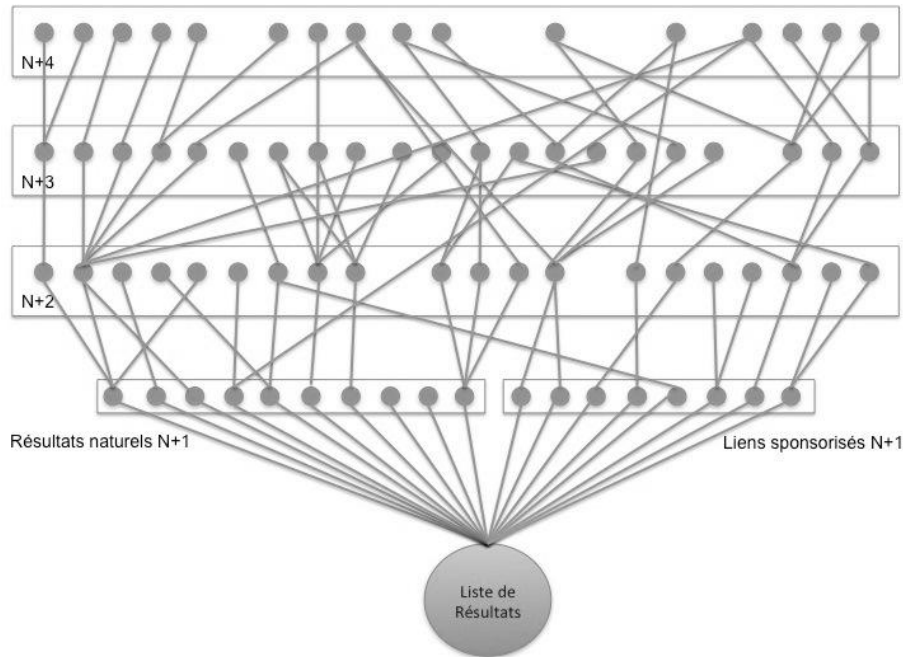 N+4
N+3
N+2
Résultats naturels N+1
Liens sponsorisés N+1
Liste de
Résultats